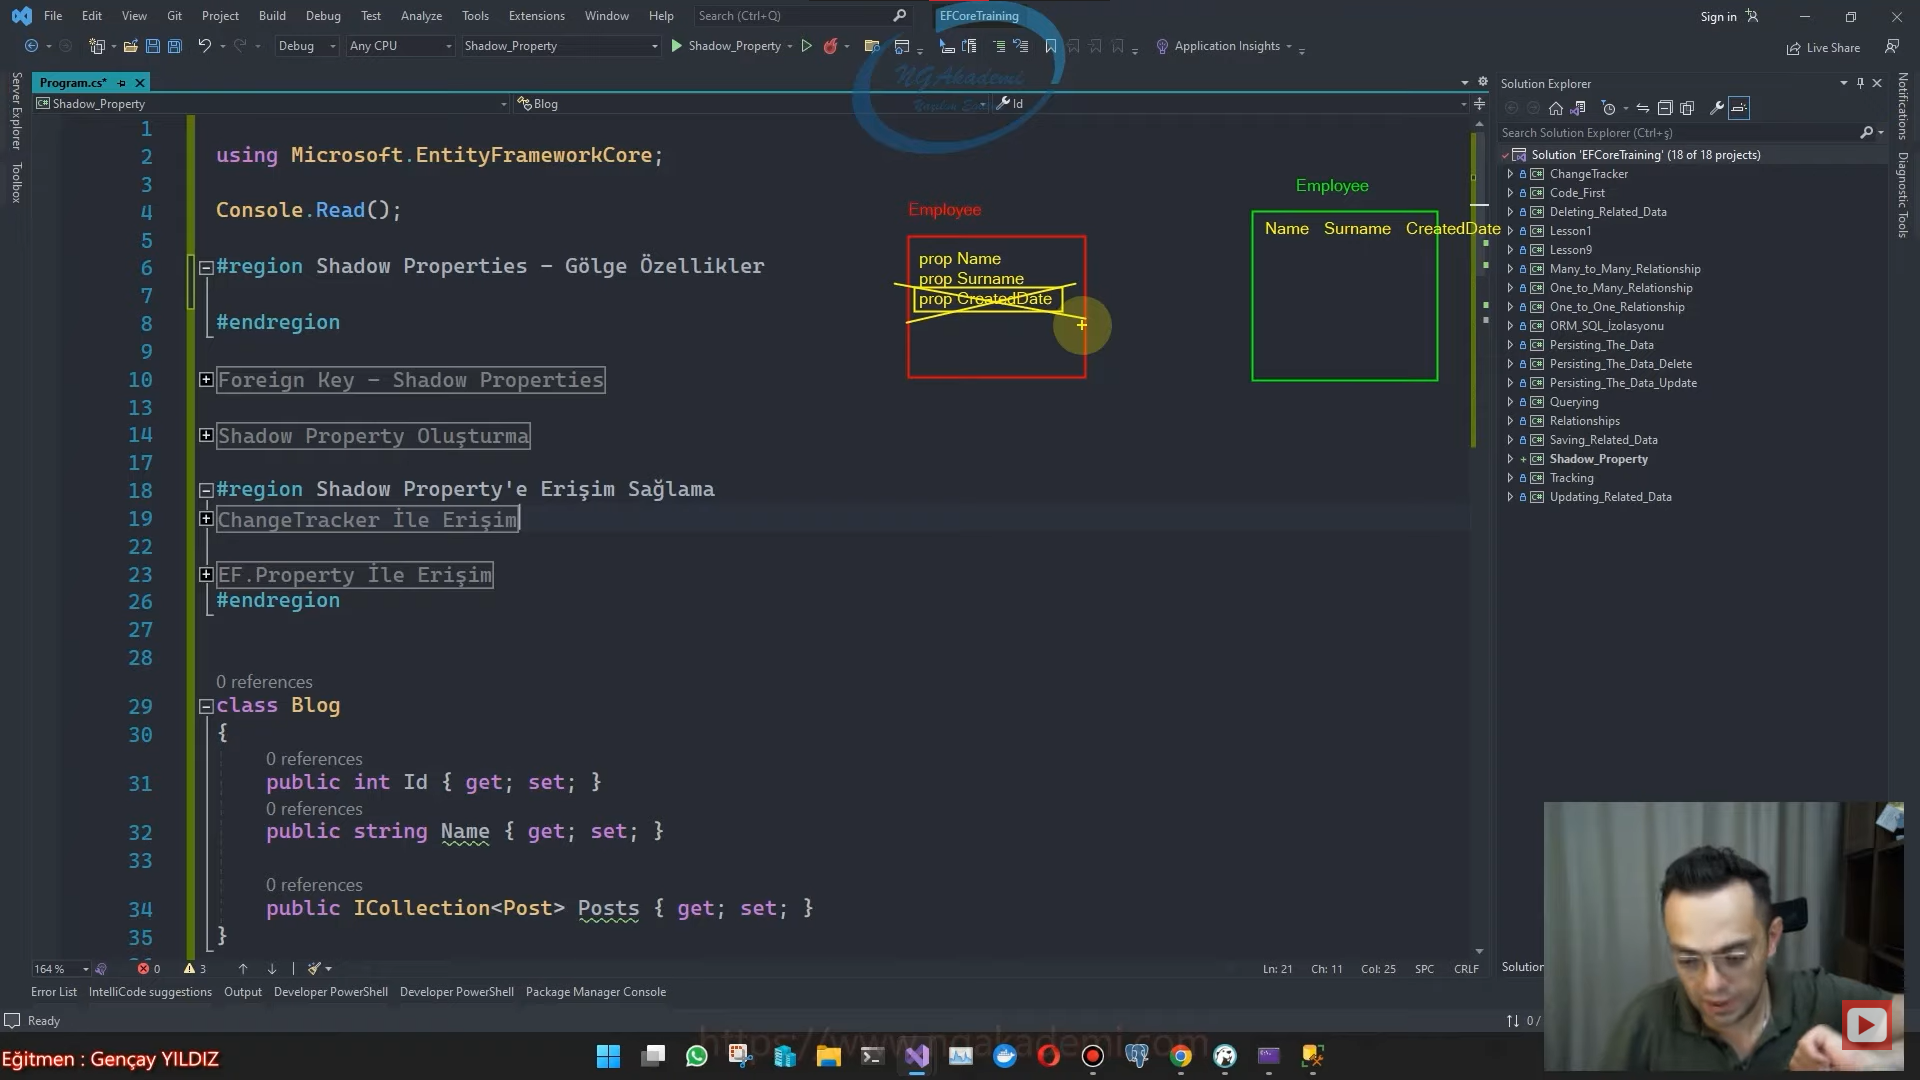 File Edit View Git Project Build Debug Test Analyze Tools Extensions Window Help Search (Ctrl+Q) EFCoreTraining Sign in
Debug Any CPU Shadow_Property Shadow_Property Application Insights Live Share
Server Explorer
Toolbox
Program.cs*
Shadow_Property Blog Id
NGAkademi
1
2 using Microsoft.EntityFrameworkCore;
3
4 Console.Read();
5
6 #region Shadow Properties - Gölge Özellikler
7
8 #endregion
9
10 Foreign Key - Shadow Properties
13
14 Shadow Property Oluşturma
17
18 #region Shadow Property'e Erişim Sağlama
19 ChangeTracker İle Erişim
22
23 EF.Property İle Erişim
26 #endregion
27
28
0 references
29 class Blog
30 {
0 references
31 public int Id { get; set; }
0 references
32 public string Name { get; set; }
33
0 references
34 public ICollection<Post> Posts { get; set; }
35 }
Employee
prop Name
prop Surname
prop CreatedDate
Employee
Name Surname CreatedDate
Solution Explorer
Search Solution Explorer (Ctrl+ş)
Solution 'EFCoreTraining' (18 of 18 projects)
ChangeTracker
Code_First
Deleting_Related_Data
Lesson1
Lesson9
Many_to_Many_Relationship
One_to_Many_Relationship
One_to_One_Relationship
ORM_SQL_İzolasyonu
Persisting_The_Data
Persisting_The_Data_Delete
Persisting_The_Data_Update
Querying
Relationships
Saving_Related_Data
Shadow_Property
Tracking
Updating_Related_Data
Notifications
Diagnostic Tools
164 % 0 3 Ln: 21 Ch: 11 Col: 25 SPC CRLF
Solution
Error List IntelliCode suggestions Output Developer PowerShell Developer PowerShell Package Manager Console
Ready 0 /
https://www.ngakademi.com
Eğitmen : Gençay YILDIZ